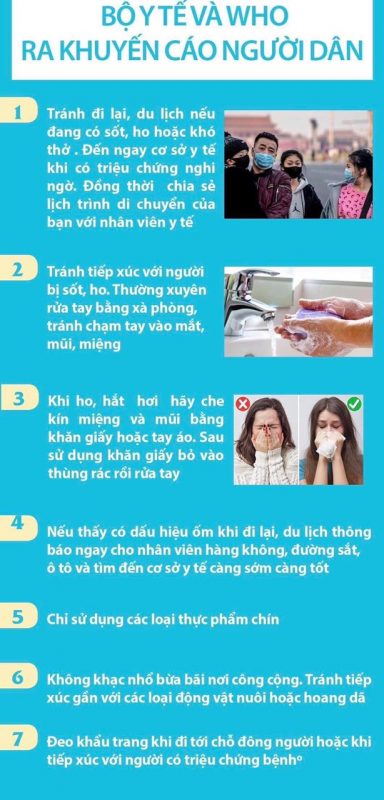 BỘ Y TẾ VÀ WHO
RA KHUYẾN CÁO NGƯỜI DÂN
1
Tránh đi lại, du lịch nếu
đang có sốt, ho hoặc khó
thở . Đến ngay cơ sở y tế
khi có triệu chứng nghi
ngờ. Đồng thời chia sẻ
lịch trình di chuyển của
bạn với nhân viên y tế
2
Tránh tiếp xúc với người
bị sốt, ho. Thường xuyên
rửa tay bằng xà phòng,
tránh chạm tay vào mắt,
mũi, miệng
3
Khi ho, hắt hơi hãy che
kín miệng và mũi bằng
khăn giấy hoặc tay áo. Sau
sử dụng khăn giấy bỏ vào
thùng rác rồi rửa tay
4
Nếu thấy có dấu hiệu ốm khi đi lại, du lịch thông
báo ngay cho nhân viên hàng không, đường sắt,
ô tô và tìm đến cơ sở y tế càng sớm càng tốt
5
Chỉ sử dụng các loại thực phẩm chín
6
Không khạc nhổ bừa bãi nơi công cộng. Tránh tiếp
xúc gần với các loại động vật nuôi hoặc hoang dã
7
Đeo khẩu trang khi đi tới chỗ đông người hoặc khi
tiếp xúc với người có triệu chứng bệnhº